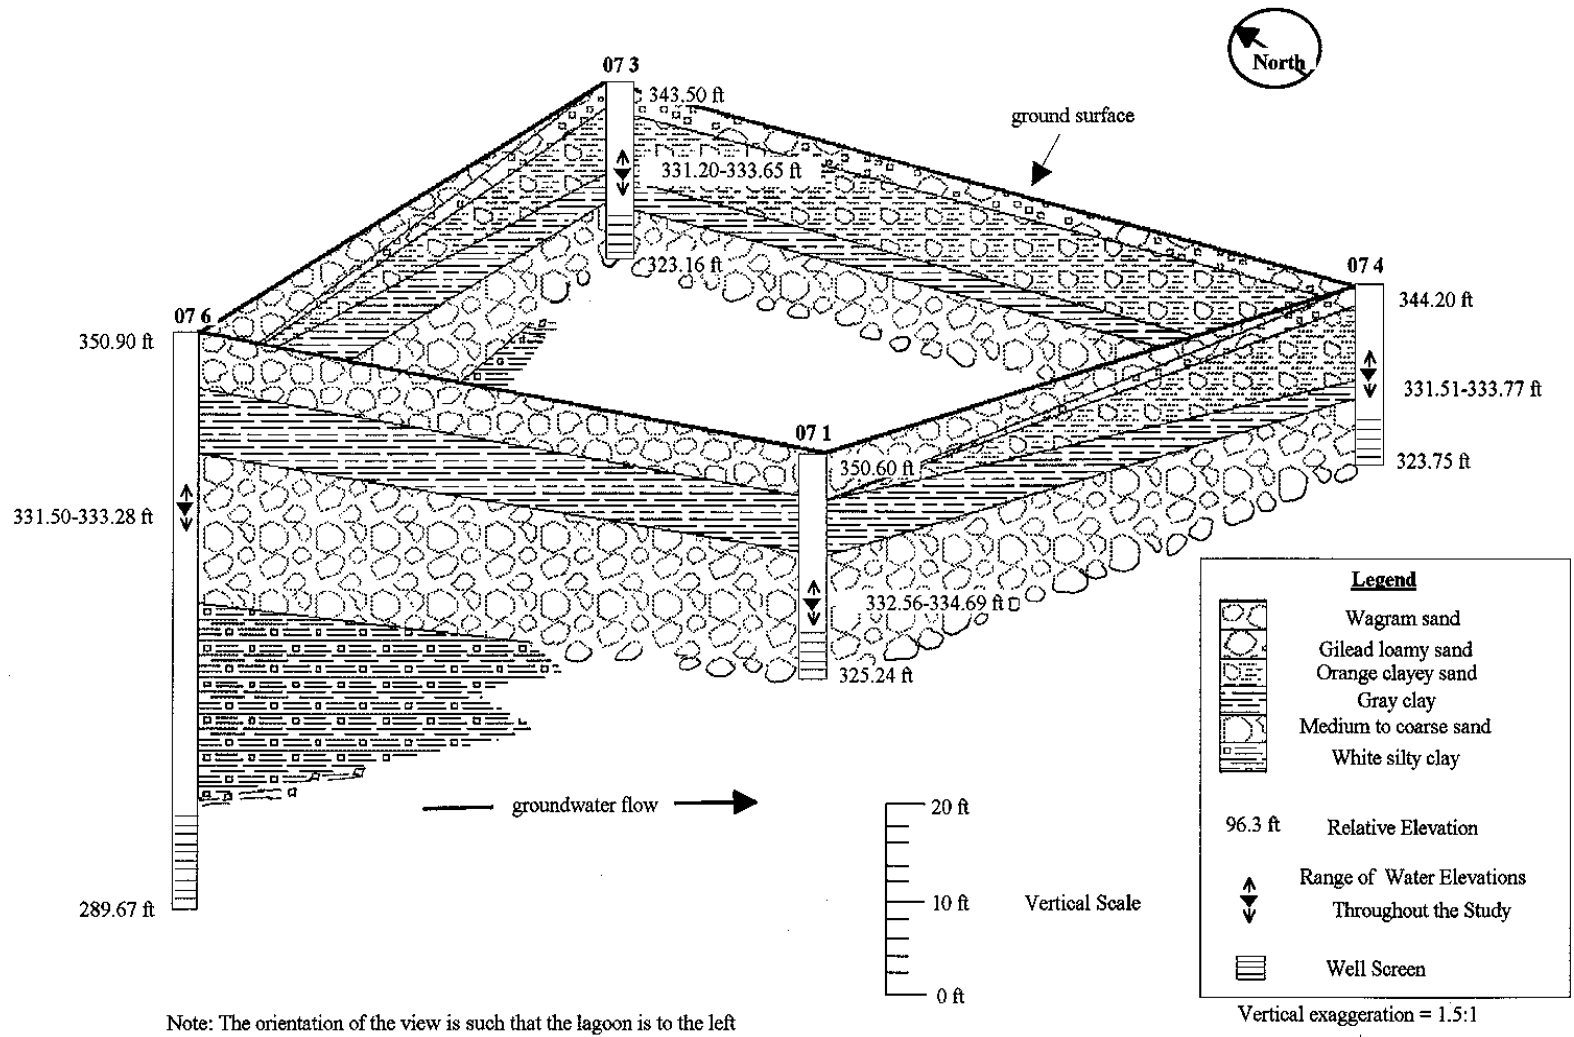 North
07 3
343.50 ft
ground surface
331.20-333.65 ft
323.16 ft
07 4
344.20 ft
331.51-333.77 ft
323.75 ft
07 6
350.90 ft
331.50-333.28 ft
289.67 ft
07 1
350.60 ft
332.56-334.69 ft
325.24 ft
groundwater flow
20 ft
10 ft
0 ft
Vertical Scale
Legend
Wagram sand
Gilead loamy sand
Orange clayey sand
Gray clay
Medium to coarse sand
White silty clay
96.3 ft Relative Elevation
Range of Water Elevations
Throughout the Study
Well Screen
Vertical exaggeration = 1.5:1
Note: The orientation of the view is such that the lagoon is to the left